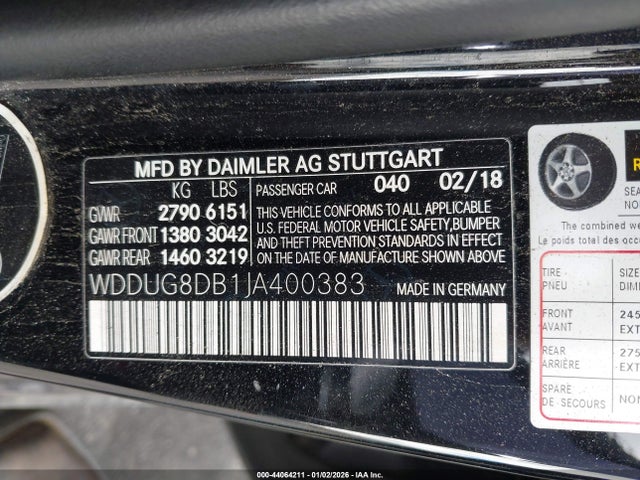 MFD BY DAIMLER AG STUTTGART
KG LBS
GVWR 2790 6151
GAWR FRONT 1380 3042
GAWR REAR 1460 3219
PASSENGER CAR 040 02/18
THIS VEHICLE CONFORMS TO ALL APPLICABLE
U.S. FEDERAL MOTOR VEHICLE SAFETY, BUMPER
AND THEFT PREVENTION STANDARDS IN EFFECT
ON THE DATE OF MANUFACTURE SHOWN ABOVE
WDDUG8DB1JA400383 MADE IN GERMANY
The combined we
Le poids total des occ
TIRE
PNEU
FRONT 245
AVANT EXT
REAR 275
ARRIÈRE EXT
SPARE
DE SECOURS NON
000-44064211 - 01/02/2026 - IAA Inc.